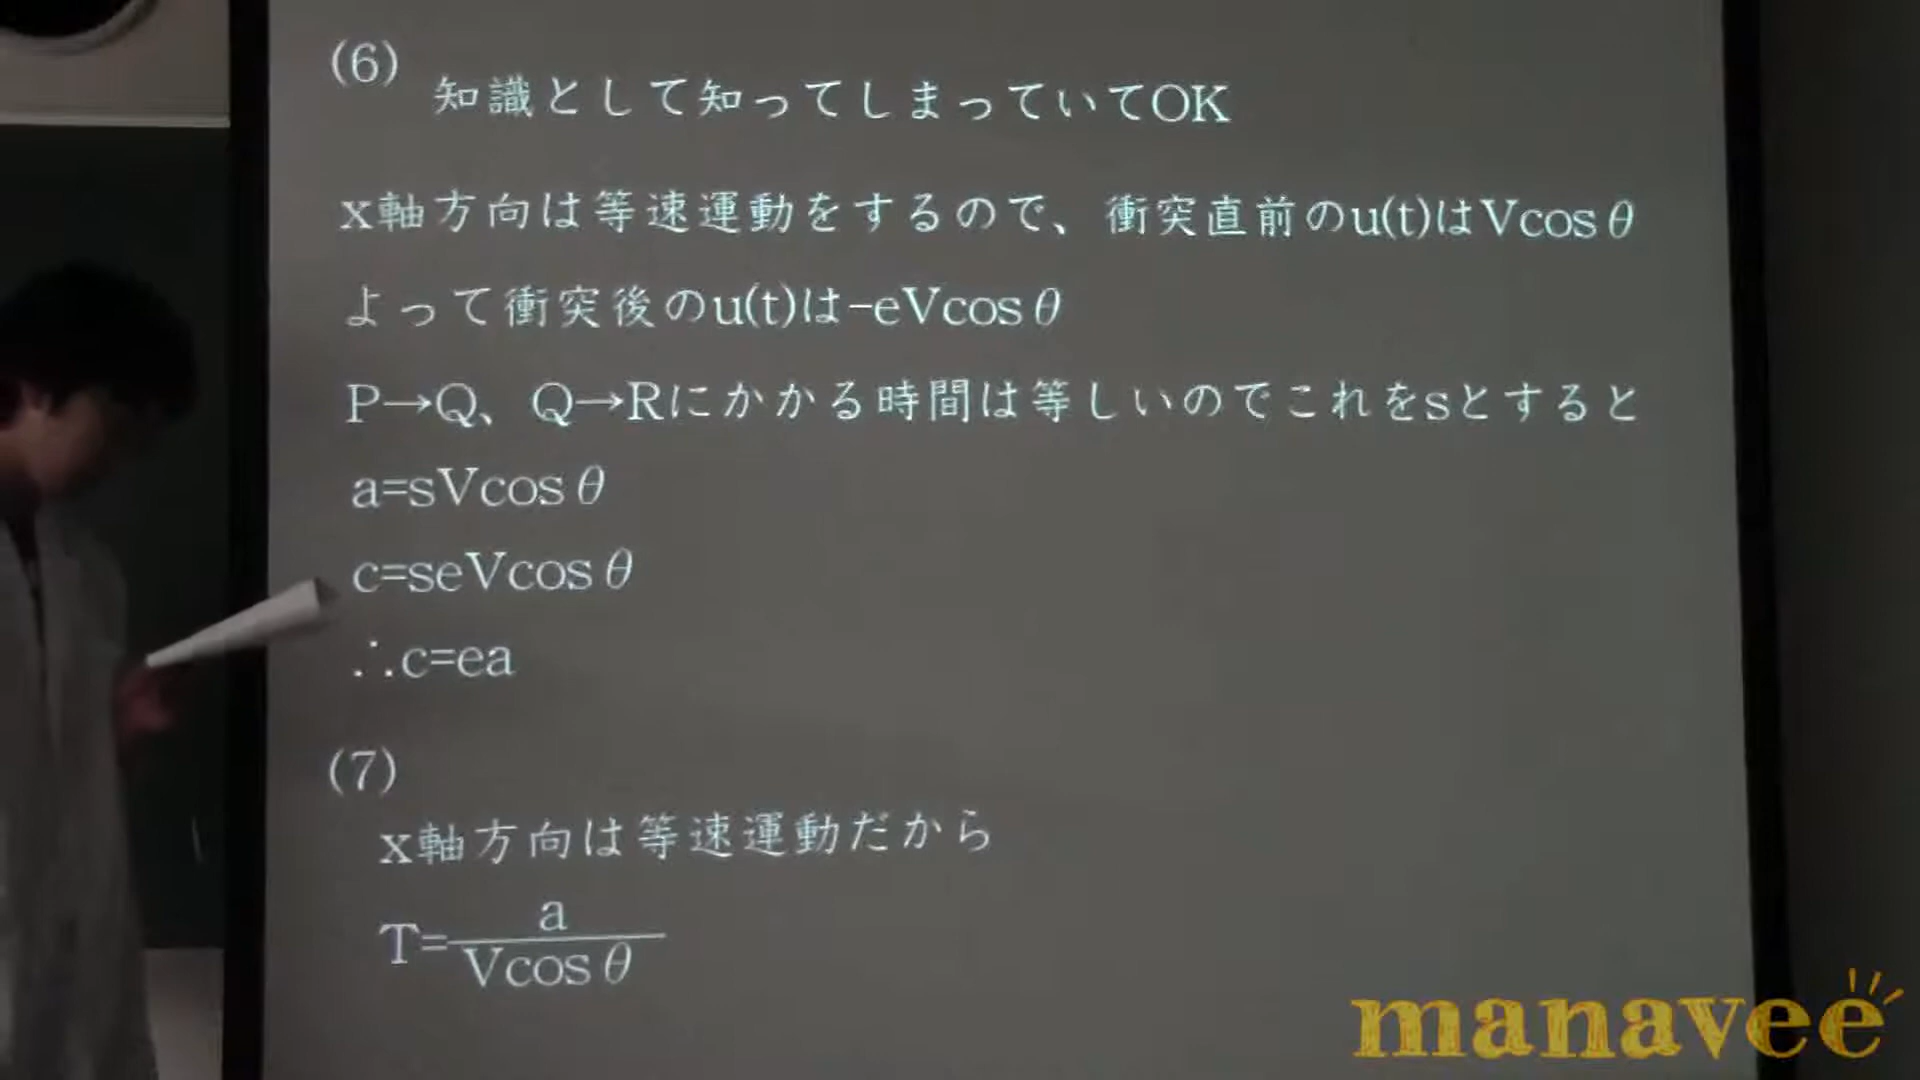 (6)
知識として知ってしまっていてOK
x軸方向は等速運動をするので、衝突直前のu(t)はVcosθ
よって衝突後のu(t)は-eVcosθ
P→Q、Q→Rにかかる時間は等しいのでこれをsとすると
a=sVcosθ
c=seVcosθ
∴c=ea
(7)
x軸方向は等速運動だから
T=a/Vcosθ
manavee